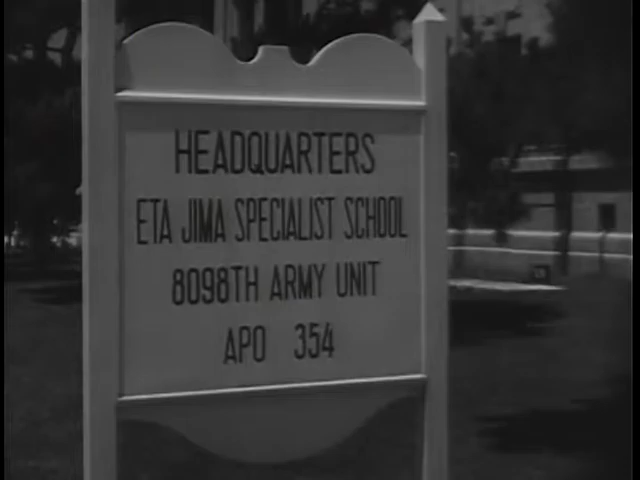 HEADQUARTERS
ETA JIMA SPECIALIST SCHOOL
8098TH ARMY UNIT
APO 354